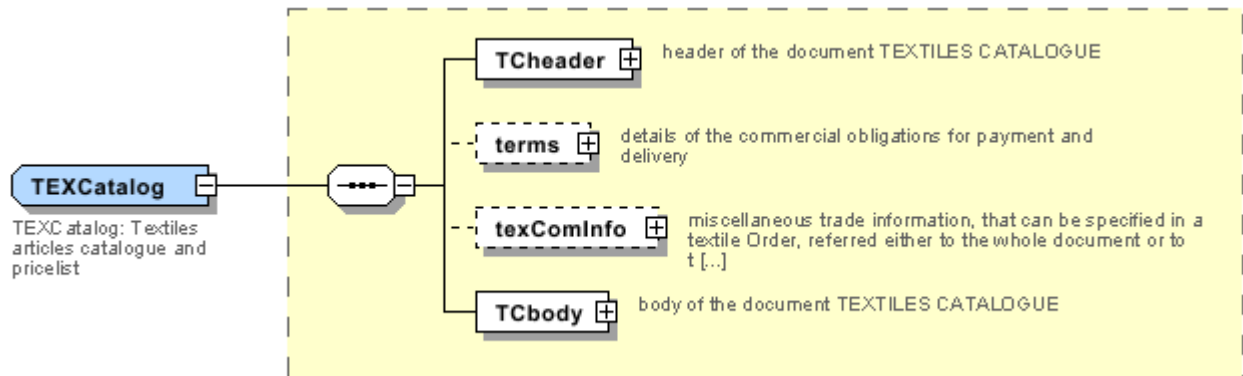 TCheader
header of the document TEXTILES CATALOGUE
terms
details of the commercial obligations for payment and
delivery
TEXCatalog
TEXCatalog: Textiles
articles catalogue and
pricelist
texComInfo
miscellaneous trade information, that can be specified in a
textile Order, referred either to the whole document or to
t [...]
TCbody
body of the document TEXTILES CATALOGUE